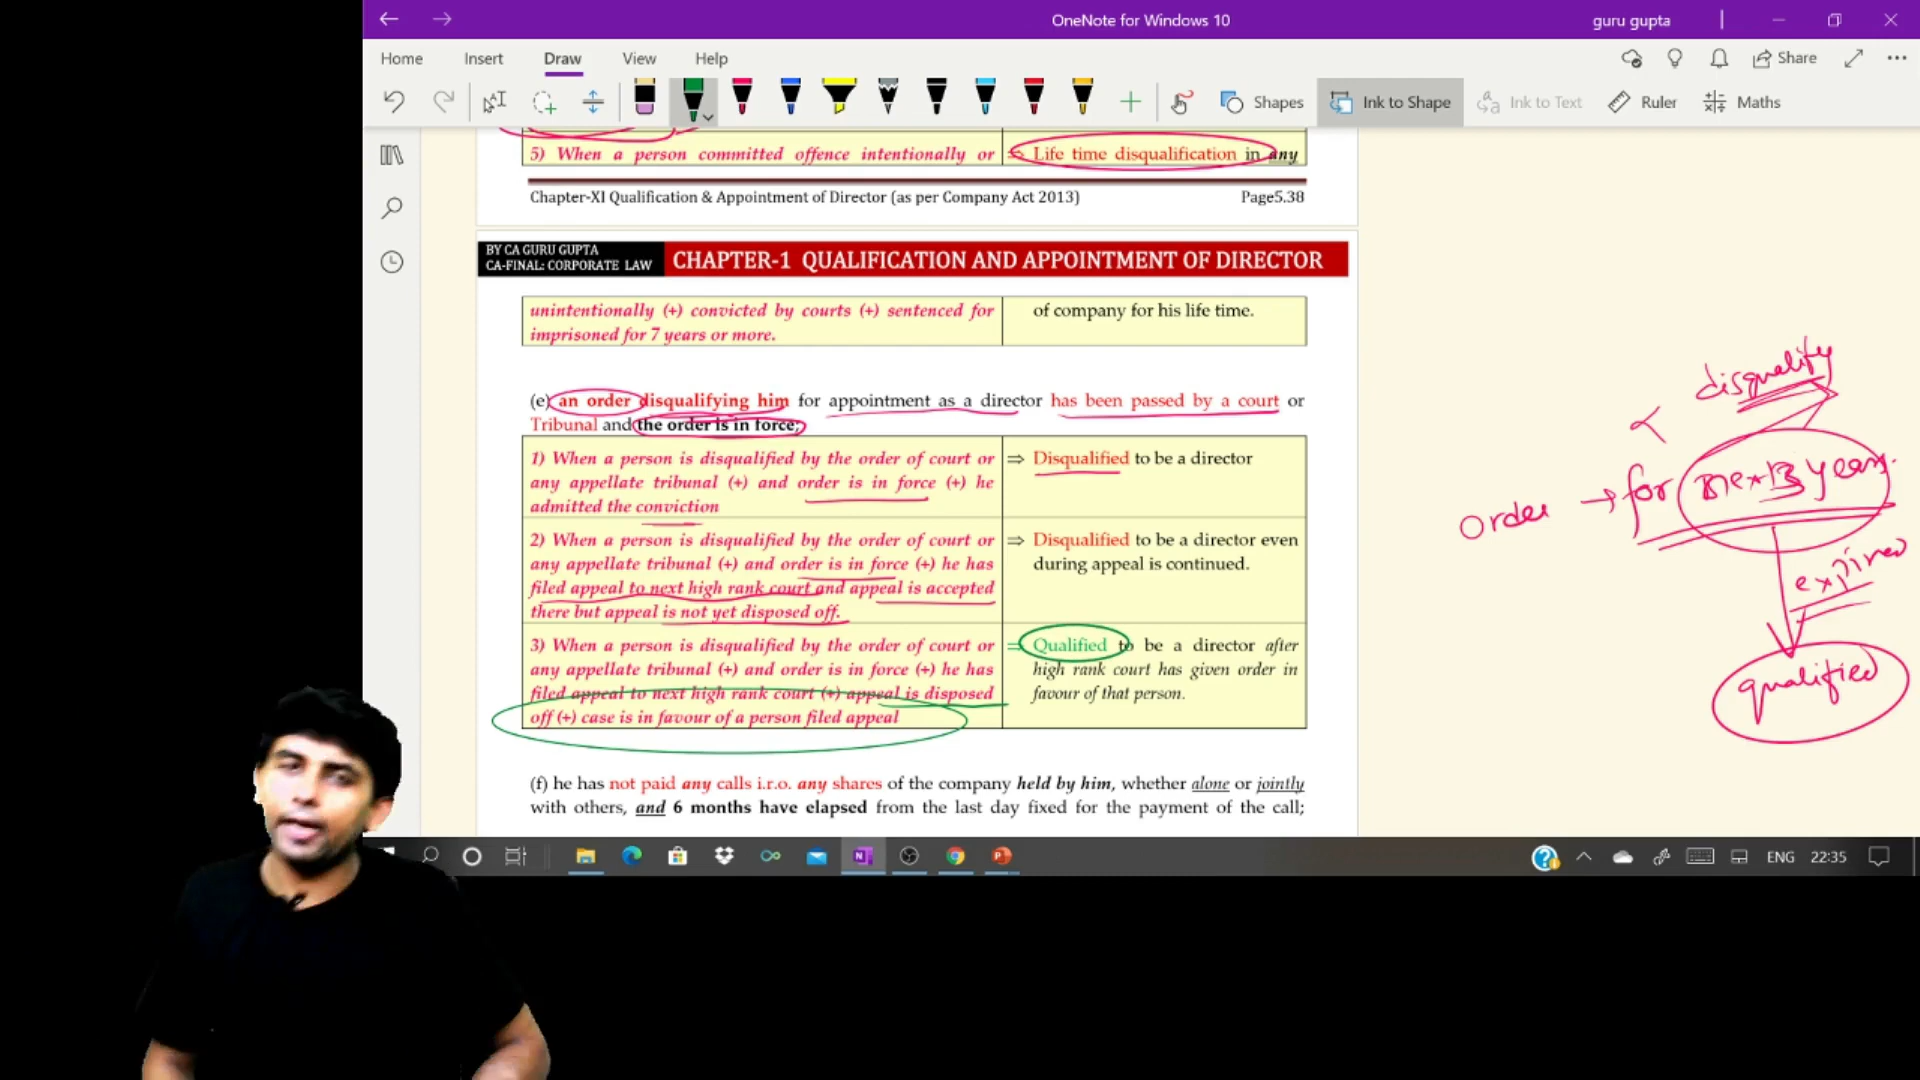 OneNote for Windows 10
guru gupta
Home Insert Draw View Help
Share
Shapes
Ink to Shape
Ink to Text
Ruler
Maths
5) When a person committed offence intentionally or
⇒ Life time disqualification in any
Chapter-XI Qualification & Appointment of Director (as per Company Act 2013) Page5.38
BY CA GURU GUPTA
CA-FINAL: CORPORATE LAW
CHAPTER-1 QUALIFICATION AND APPOINTMENT OF DIRECTOR
unintentionally (+) convicted by courts (+) sentenced for
imprisoned for 7 years or more.
of company for his life time.
(e) an order disqualifying him for appointment as a director has been passed by a court or
Tribunal and the order is in force;
1) When a person is disqualified by the order of court or
any appellate tribunal (+) and order is in force (+) he
admitted the conviction
⇒ Disqualified to be a director
2) When a person is disqualified by the order of court or
any appellate tribunal (+) and order is in force (+) he has
filed appeal to next high rank court and appeal is accepted
there but appeal is not yet disposed off.
⇒ Disqualified to be a director even
during appeal is continued.
3) When a person is disqualified by the order of court or
any appellate tribunal (+) and order is in force (+) he has
filed appeal to next high rank court (+) appeal is disposed
off (+) case is in favour of a person filed appeal
⇒ Qualified to be a director after
high rank court has given order in
favour of that person.
(f) he has not paid any calls i.r.o. any shares of the company held by him, whether alone or jointly
with others, and 6 months have elapsed from the last day fixed for the payment of the call;
disqualify
Order → for next 3 years.
expired
qualified
ENG 22:35